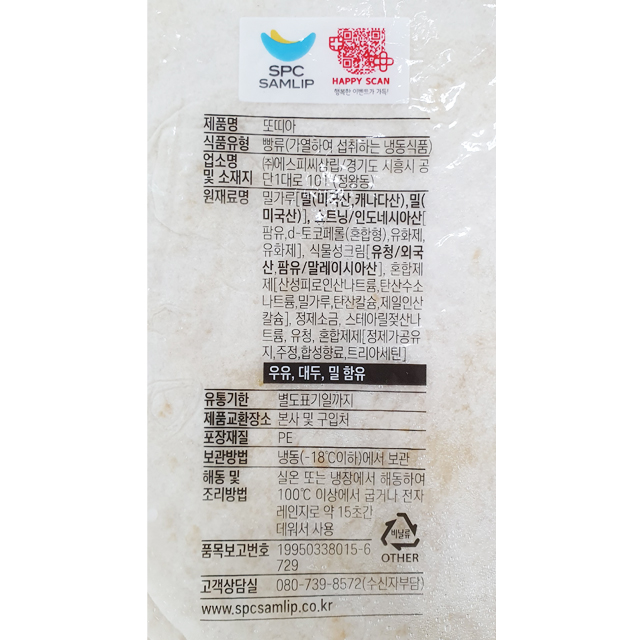 SPC
SAMLIP
HAPPY SCAN
행복한 이벤트가 가득!
제품명 또띠아
식품유형 빵류(가열하여 섭취하는 냉동식품)
업소명 ㈜에스피씨삼립/경기도 시흥시 공
및 소재지 단1대로 101 (정왕동)
원재료명 밀가루[밀(미국산,캐나다산),밀(
미국산)], 쇼트닝/인도네시아산[
팜유,d-토코페롤(혼합형),유화제,
유화제], 식물성크림[유청/외국
산,팜유/말레이시아산], 혼합제
제[산성피로인산나트륨,탄산수소
나트륨,밀가루,탄산칼슘,제일인산
칼슘], 정제소금, 스테아릴젖산나
트륨, 유청, 혼합제제[정제가공유
지,주정,합성향료,트리아세틴]
우유, 대두, 밀 함유
유통기한 별도표기일까지
제품교환장소 본사 및 구입처
포장재질 PE
보관방법 냉동(-18℃이하)에서 보관
해동 및 실온 또는 냉장에서 해동하여
조리방법 100℃ 이상에서 굽거나 전자
레인지로 약 15초간
데워서 사용
비닐류
OTHER
품목보고번호 19950338015-6
729
고객상담실 080-739-8572(수신자부담)
www.spcsamlip.co.kr